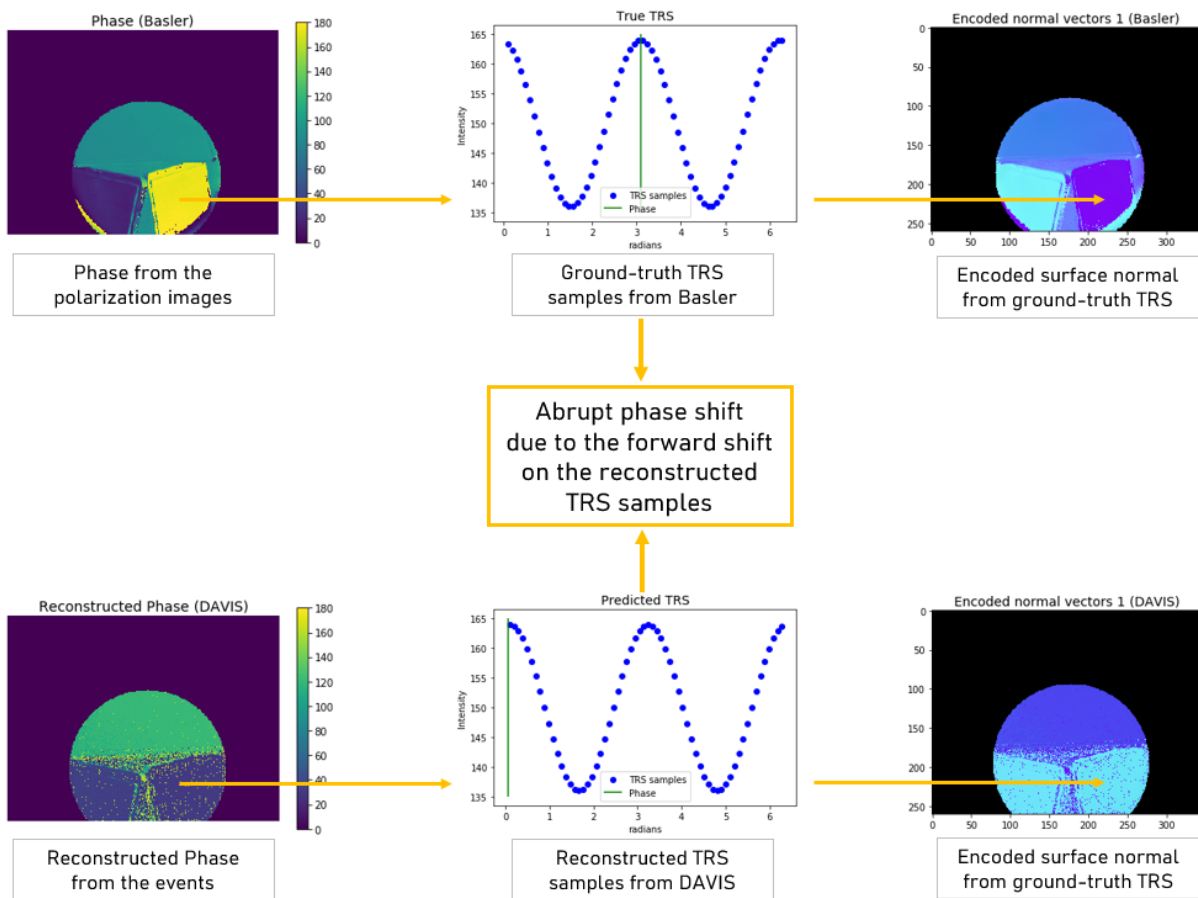 Phase (Basler)
180
160
140
120
100
80
60
40
20
0
True TRS
165
160
155
150
145
140
135
Intensity
TRS samples
Phase
0 1 2 3 4 5 6
radians
Encoded normal vectors 1 (Basler)
0
50
100
150
200
250
0 50 100 150 200 250 300
Phase from the
polarization images
Ground-truth TRS
samples from Basler
Encoded surface normal
from ground-truth TRS
Abrupt phase shift
due to the forward shift
on the reconstructed
TRS samples
Reconstructed Phase (DAVIS)
180
160
140
120
100
80
60
40
20
0
Predicted TRS
165
160
155
150
145
140
135
Intensity
TRS samples
Phase
0 1 2 3 4 5 6
radians
Encoded normal vectors 1 (DAVIS)
0
50
100
150
200
250
0 50 100 150 200 250 300
Reconstructed Phase
from the events
Reconstructed TRS
samples from DAVIS
Encoded surface normal
from ground-truth TRS